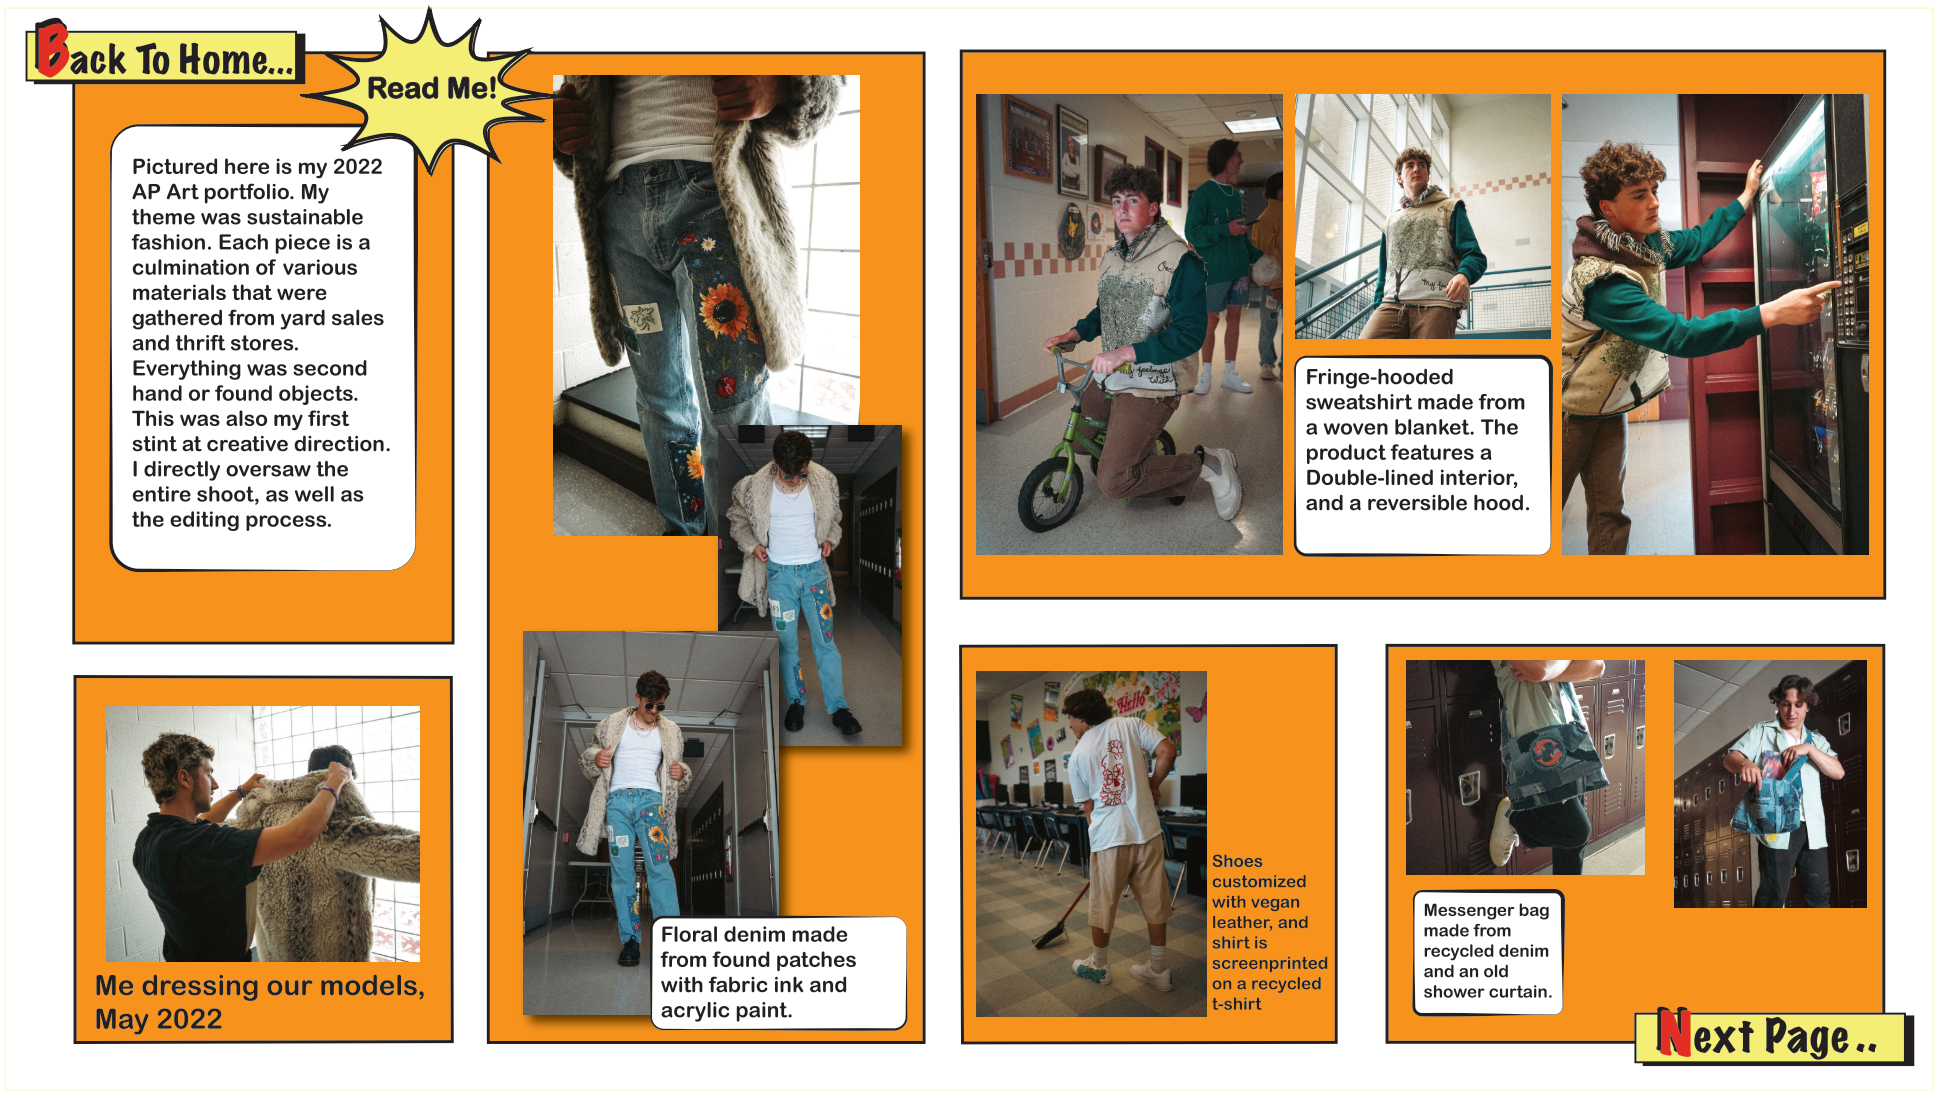 Back To Home...
Read Me!
Pictured here is my 2022
AP Art portfolio. My
theme was sustainable
fashion. Each piece is a
culmination of various
materials that were
gathered from yard sales
and thrift stores.
Everything was second
hand or found objects.
This was also my first
stint at creative direction.
I directly oversaw the
entire shoot, as well as
the editing process.
Me dressing our models,
May 2022
Floral denim made
from found patches
with fabric ink and
acrylic paint.
my feelings
Fringe-hooded
sweatshirt made from
a woven blanket. The
product features a
Double-lined interior,
and a reversible hood.
Hello
Shoes
customized
with vegan
leather, and
shirt is
screenprinted
on a recycled
t-shirt
Messenger bag
made from
recycled denim
and an old
shower curtain.
Next Page..